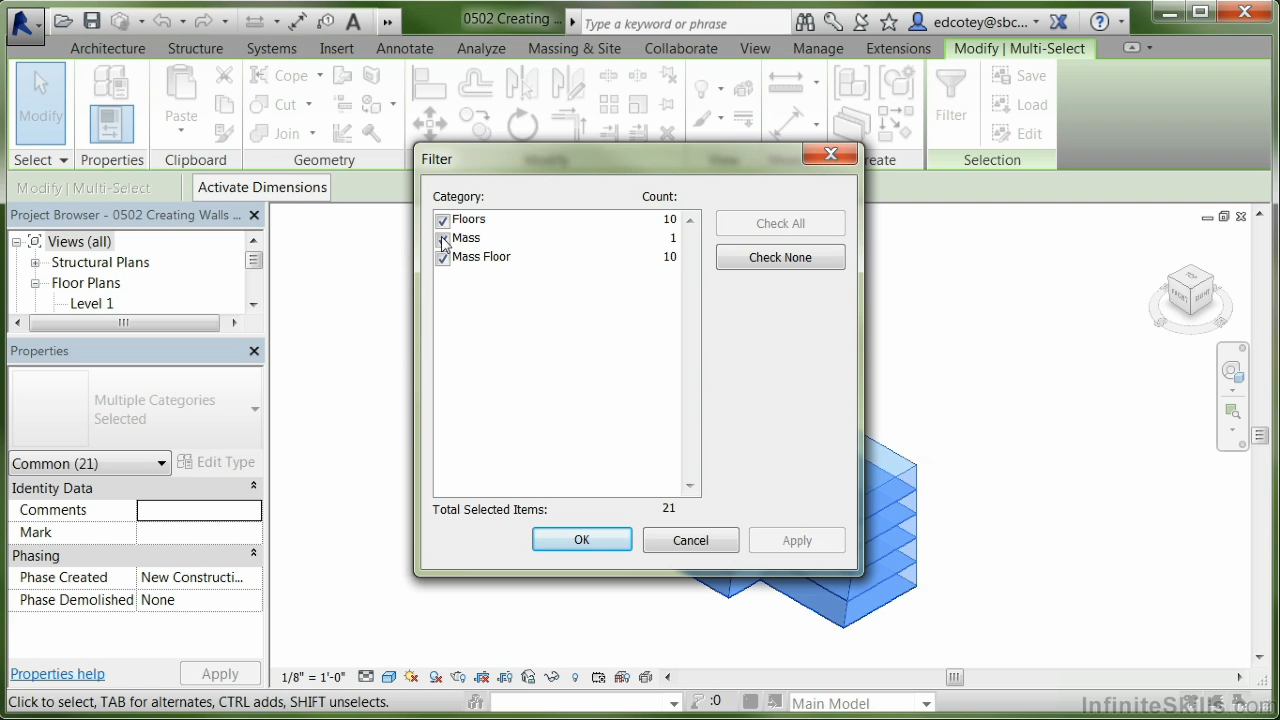 0502 Creating ...
Type a keyword or phrase
edcotey@sbc...
Architecture
Structure
Systems
Insert
Annotate
Analyze
Massing & Site
Collaborate
View
Manage
Extensions
Modify | Multi-Select
Modify
Paste
Cope
Cut
Join
Filter
Save
Load
Edit
Select
Properties
Clipboard
Geometry
Selection
Modify | Multi-Select
Activate Dimensions
Project Browser - 0502 Creating Walls ...
Views (all)
Structural Plans
Floor Plans
Level 1
Properties
Multiple Categories
Selected
Common (21)
Edit Type
Identity Data
Comments
Mark
Phasing
Phase Created
New Constructi...
Phase Demolished
None
Properties help
Apply
Filter
Category:
Count:
Floors 10
Mass 1
Mass Floor 10
Check All
Check None
Total Selected Items: 21
OK
Cancel
Apply
TOP
FRONT
RIGHT
1/8" = 1'-0"
Click to select, TAB for alternates, CTRL adds, SHIFT unselects.
:0
Main Model
InfiniteSkills.com